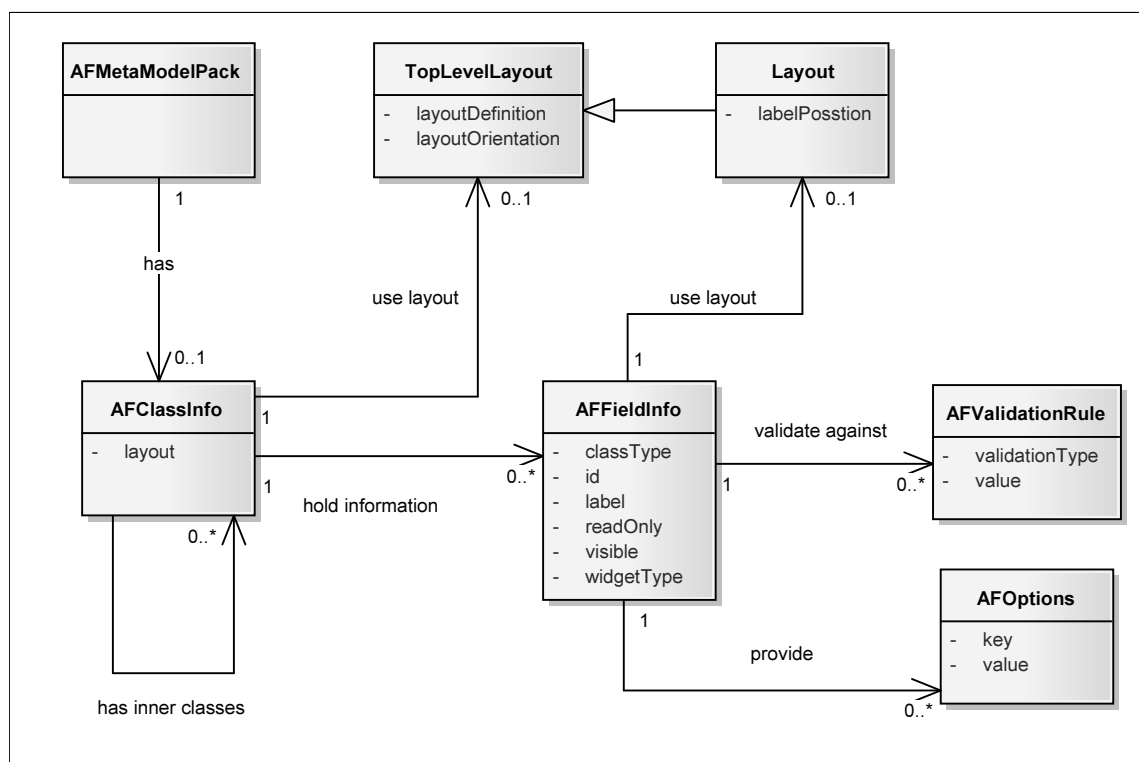 AFMetaModelPack
TopLevelLayout
- layoutDefinition
- layoutOrientation
Layout
- labelPosstion
1
0..1
0..1
has
use layout
use layout
0..1
1
AFClassInfo
- layout
1
1
hold information
0..*
0..*
has inner classes
AFFieldInfo
- classType
- id
- label
- readOnly
- visible
- widgetType
validate against
1
0..*
AFValidationRule
- validationType
- value
1
provide
0..*
AFOptions
- key
- value